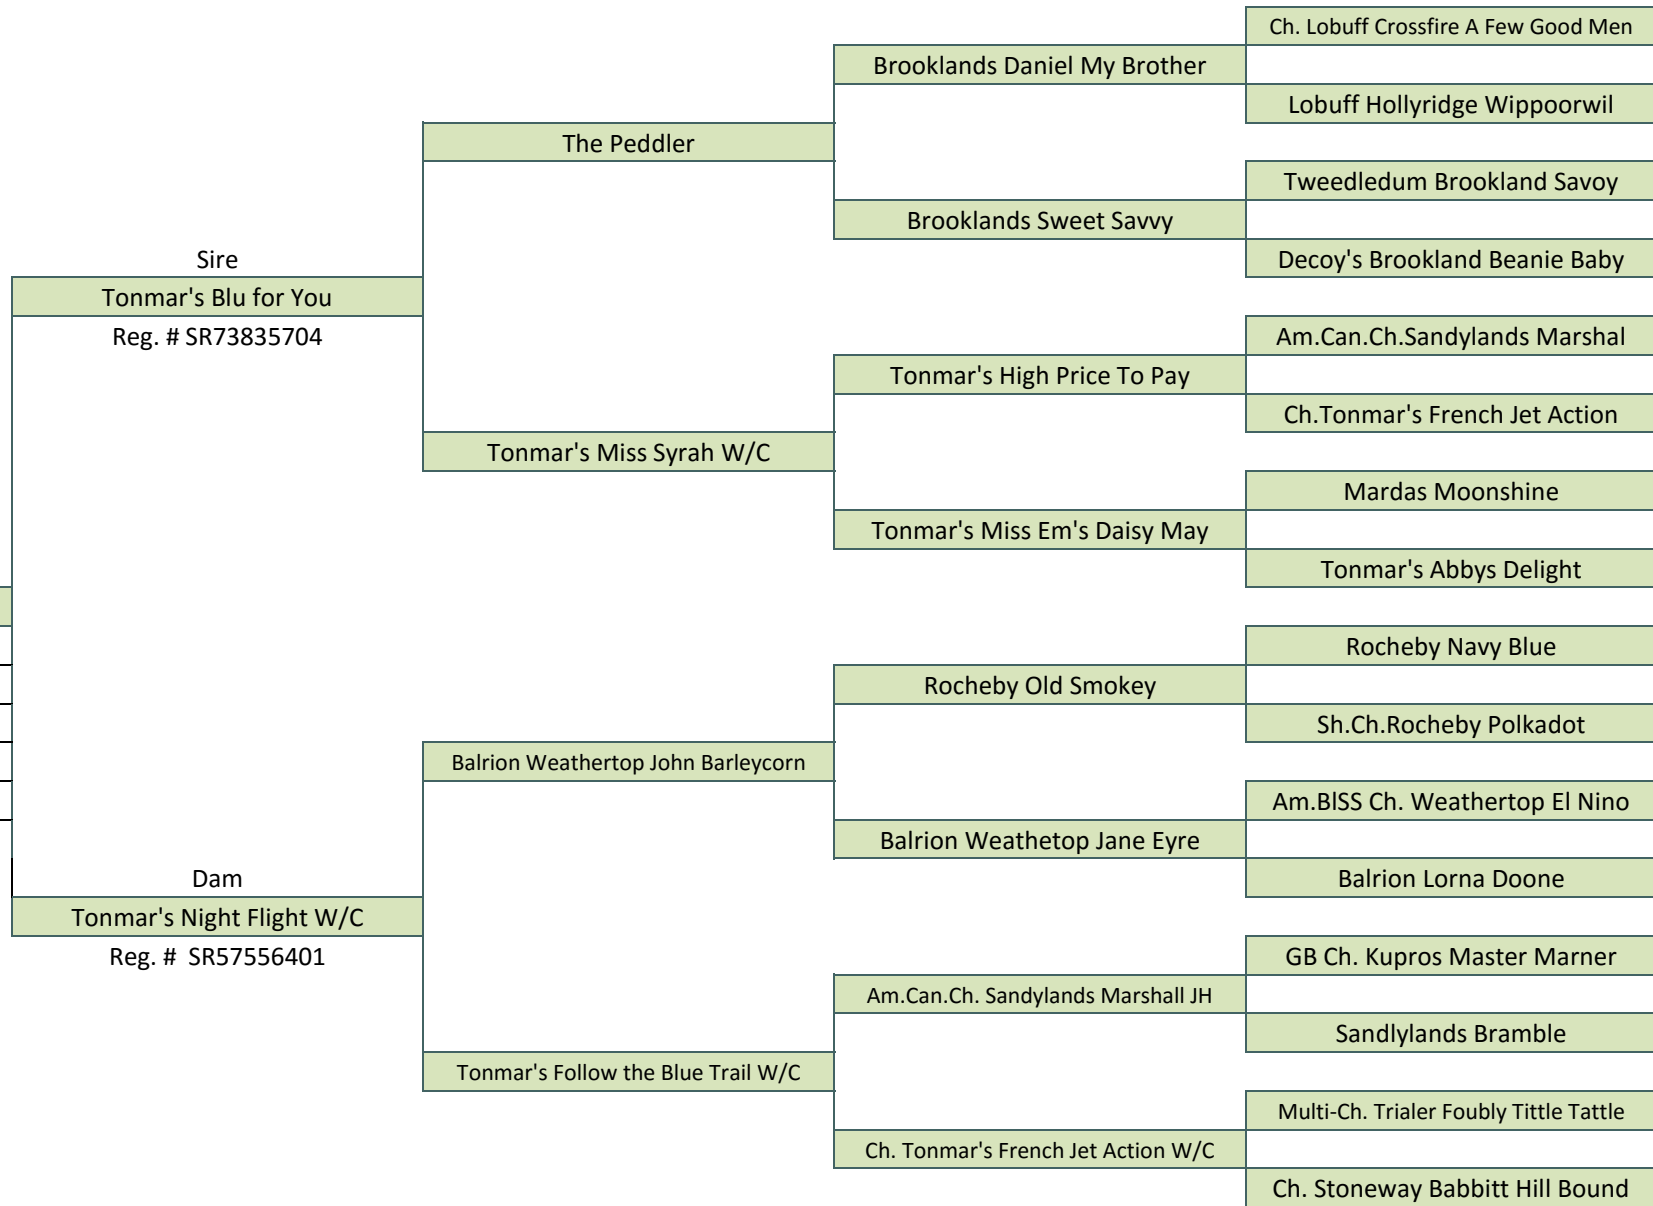 Ch. Lobuff Crossfire A Few Good Men
Brooklands Daniel My Brother
Lobuff Hollyridge Wippoorwil
The Peddler
Tweedledum Brookland Savoy
Brooklands Sweet Savvy
Sire
Decoy's Brookland Beanie Baby
Tonmar's Blu for You
Reg. # SR73835704
Am.Can.Ch.Sandylands Marshal
Tonmar's High Price To Pay
Ch.Tonmar's French Jet Action
Tonmar's Miss Syrah W/C
Mardas Moonshine
Tonmar's Miss Em's Daisy May
Tonmar's Abbys Delight
Rocheby Navy Blue
Rocheby Old Smokey
Sh.Ch.Rocheby Polkadot
Balrion Weathertop John Barleycorn
Am.BlSS Ch. Weathertop El Nino
Balrion Weathetop Jane Eyre
Dam
Balrion Lorna Doone
Tonmar's Night Flight W/C
Reg. #  SR57556401
GB Ch. Kupros Master Marner
Am.Can.Ch. Sandylands Marshall JH
Sandlylands Bramble
Tonmar's Follow the Blue Trail W/C
Multi-Ch. Trialer Foubly Tittle Tattle
Ch. Tonmar's French Jet Action W/C
Ch. Stoneway Babbitt Hill Bound